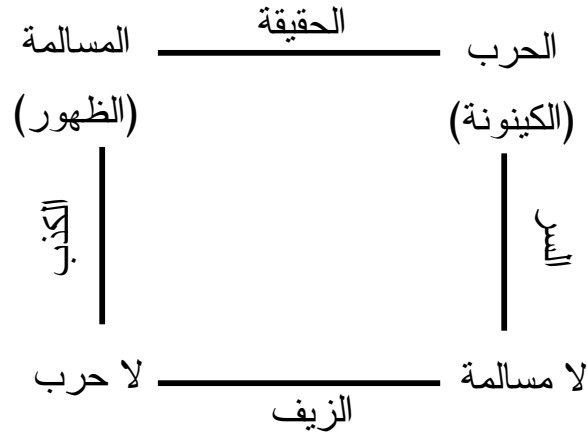 الحقيقة
الحرب
المسالمة
(الكينونة)
(الظهور)
السر
الكذب
لا مسالمة
لا حرب
الزيف